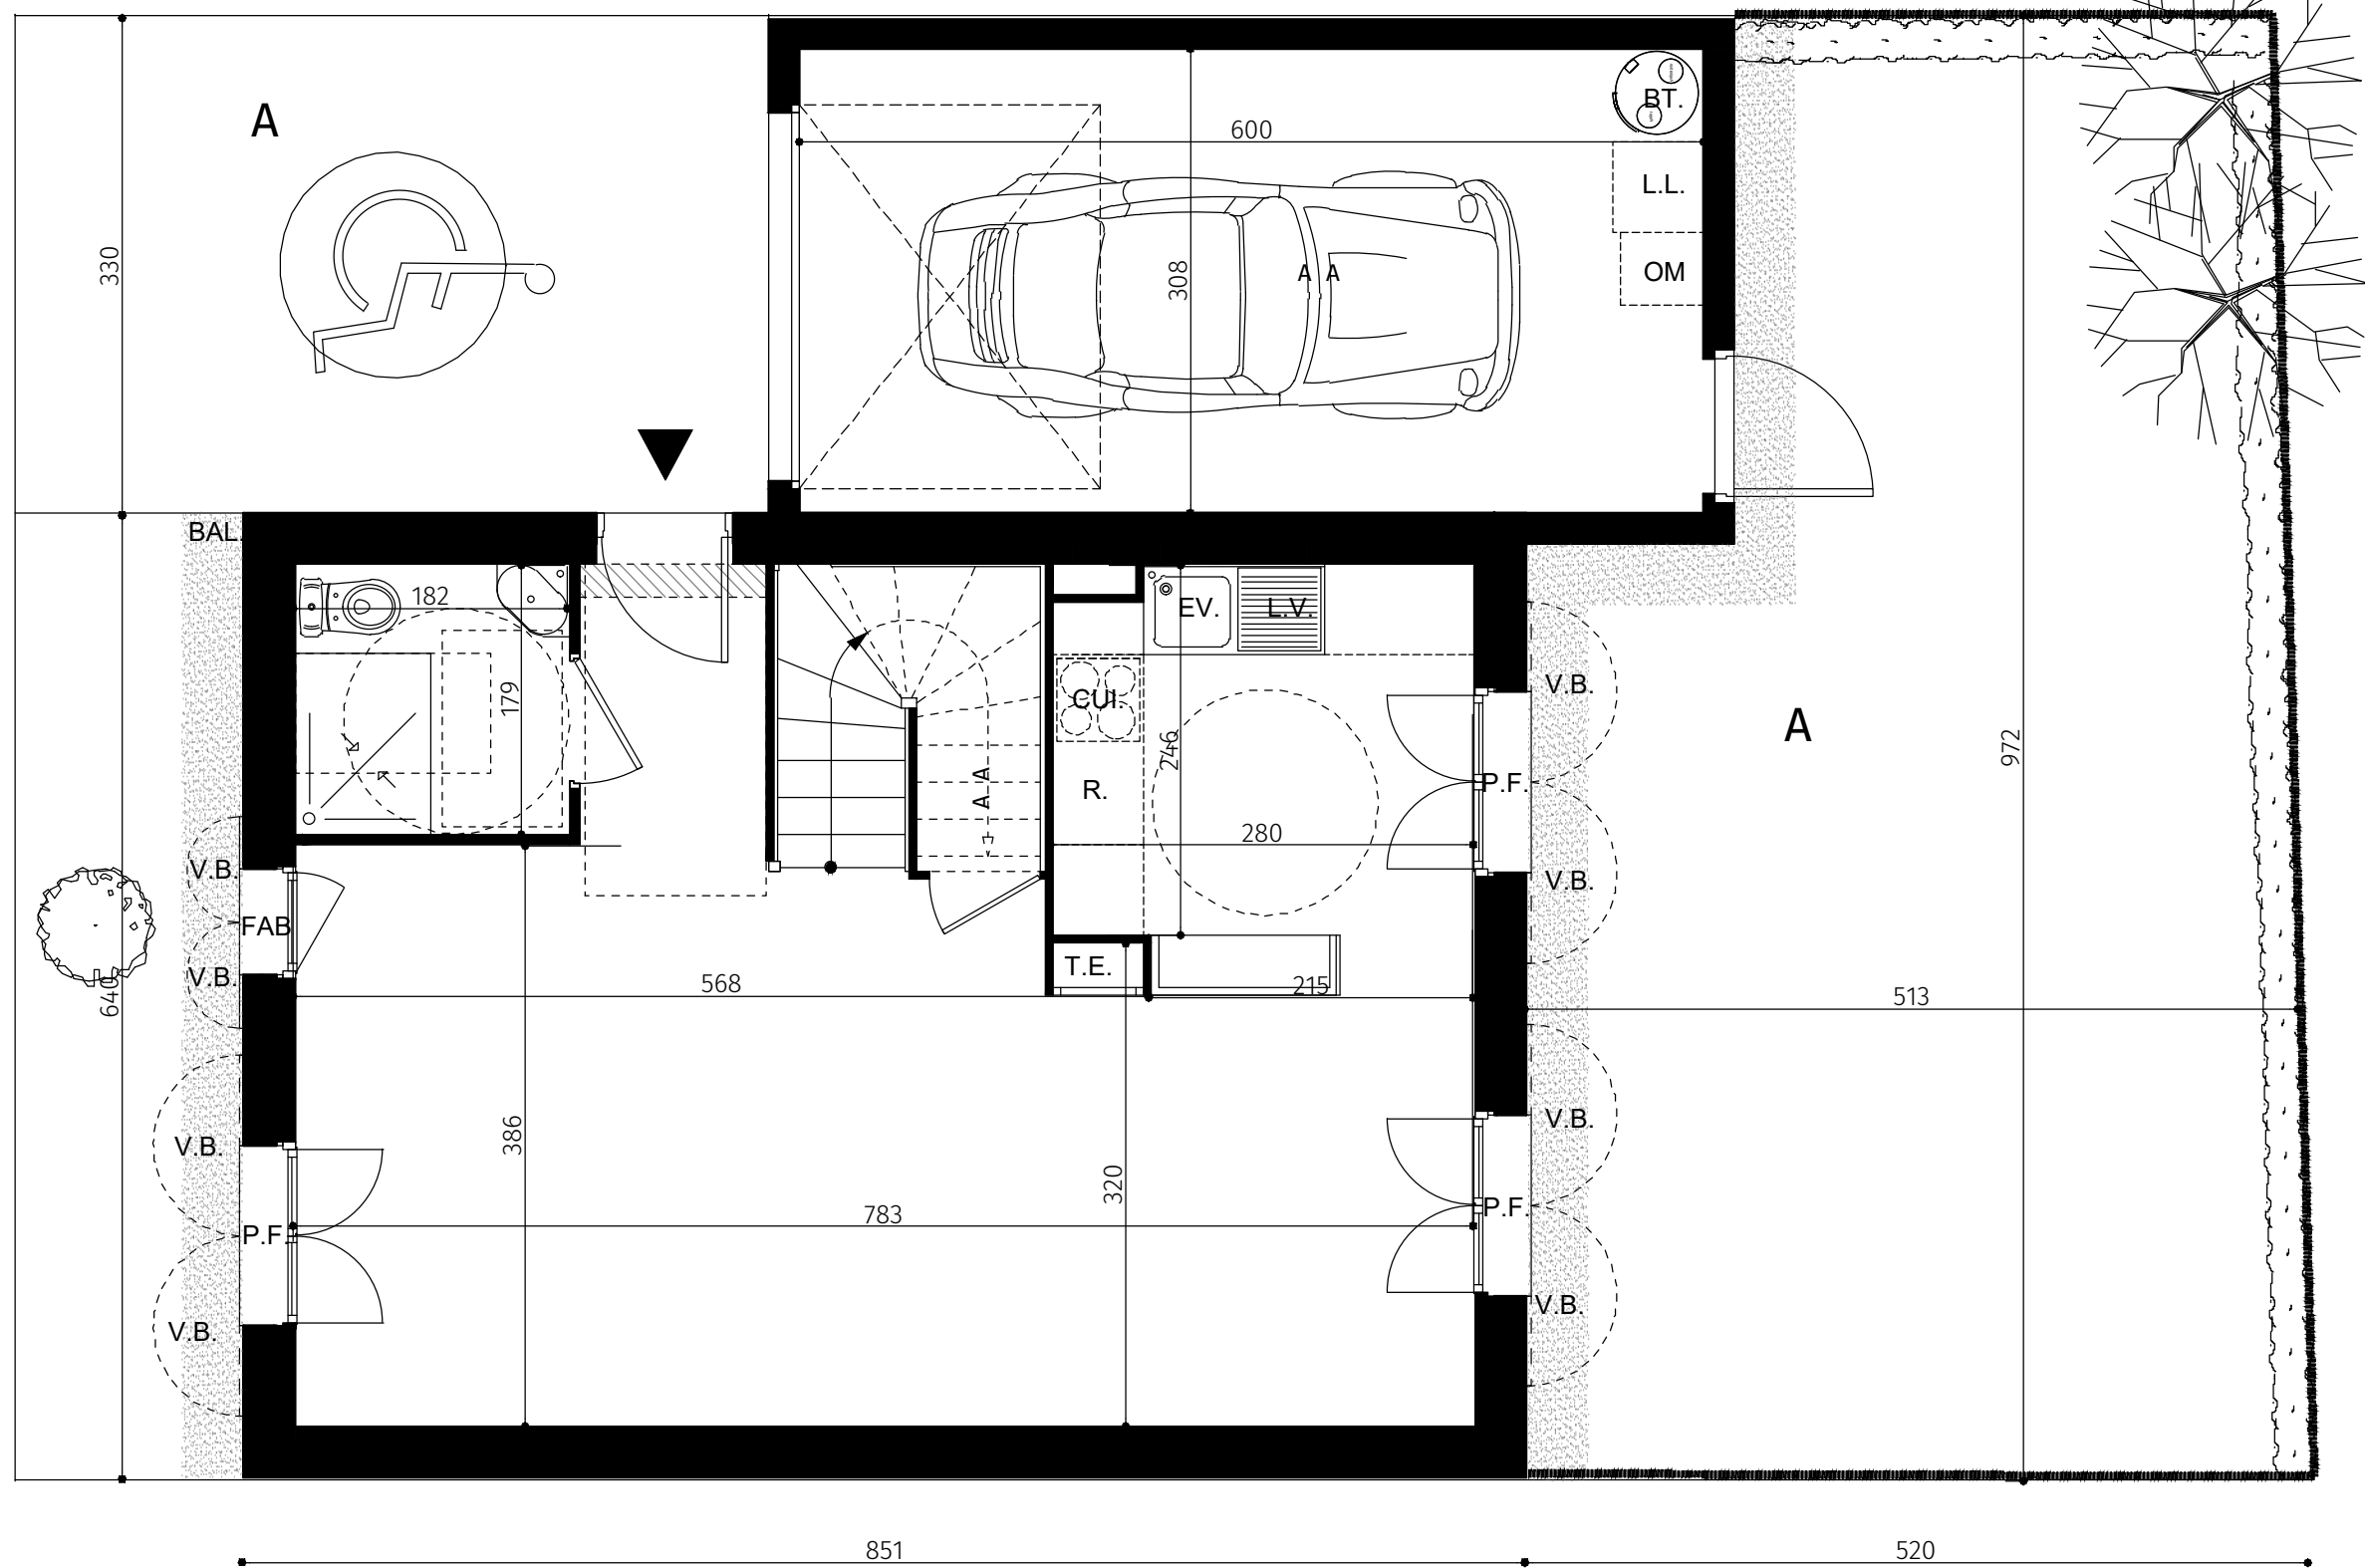 A
BT.
600
L.L.
330
308
A A
OM
BAL.
182
EV.
L.V.
179
CUI.
V.B.
A
246
972
P.F.
R.
A A
280
V.B.
V.B.
FAB
T.E.
V.B.
568
215
640
513
V.B.
386
V.B.
320
783
P.F.
P.F.
V.B.
V.B.
851
520